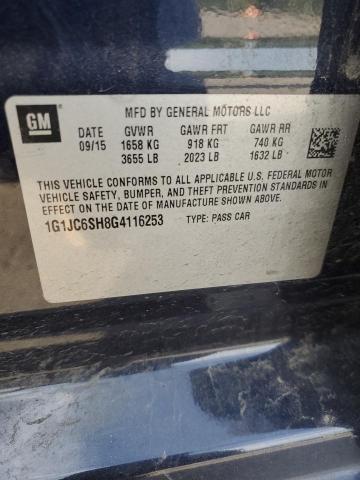 GM
MFD BY GENERAL MOTORS LLC
DATE GVWR GAWR FRT GAWR RR
09/15 1658 KG 918 KG 740 KG
3655 LB 2023 LB 1632 LB
THIS VEHICLE CONFORMS TO ALL APPLICABLE U.S. FEDERAL MOTOR
VEHICLE SAFETY, BUMPER, AND THEFT PREVENTION STANDARDS IN
EFFECT ON THE DATE OF MANUFACTURE SHOWN ABOVE.
1G1JC6SH8G4116253 TYPE: PASS CAR